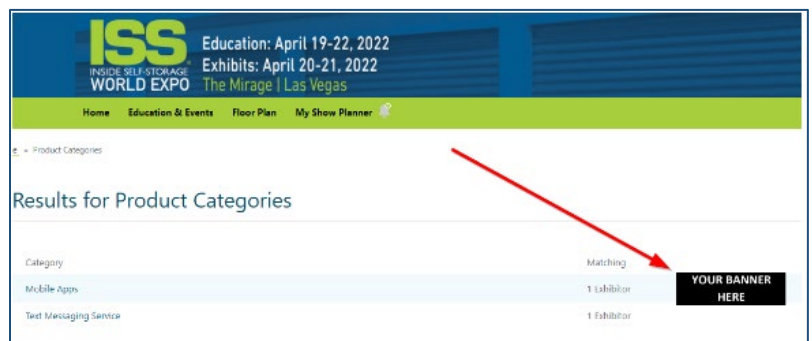 ISS
INSIDE SELF-STORAGE
WORLD EXPO
Education: April 19-22, 2022
Exhibits: April 20-21, 2022
The Mirage | Las Vegas
Home Education & Events Floor Plan My Show Planner
e » Product Categories
Results for Product Categories
Category Matching
Mobile Apps 1 Exhibitor
YOUR BANNER
HERE
Text Messaging Service 1 Exhibitor